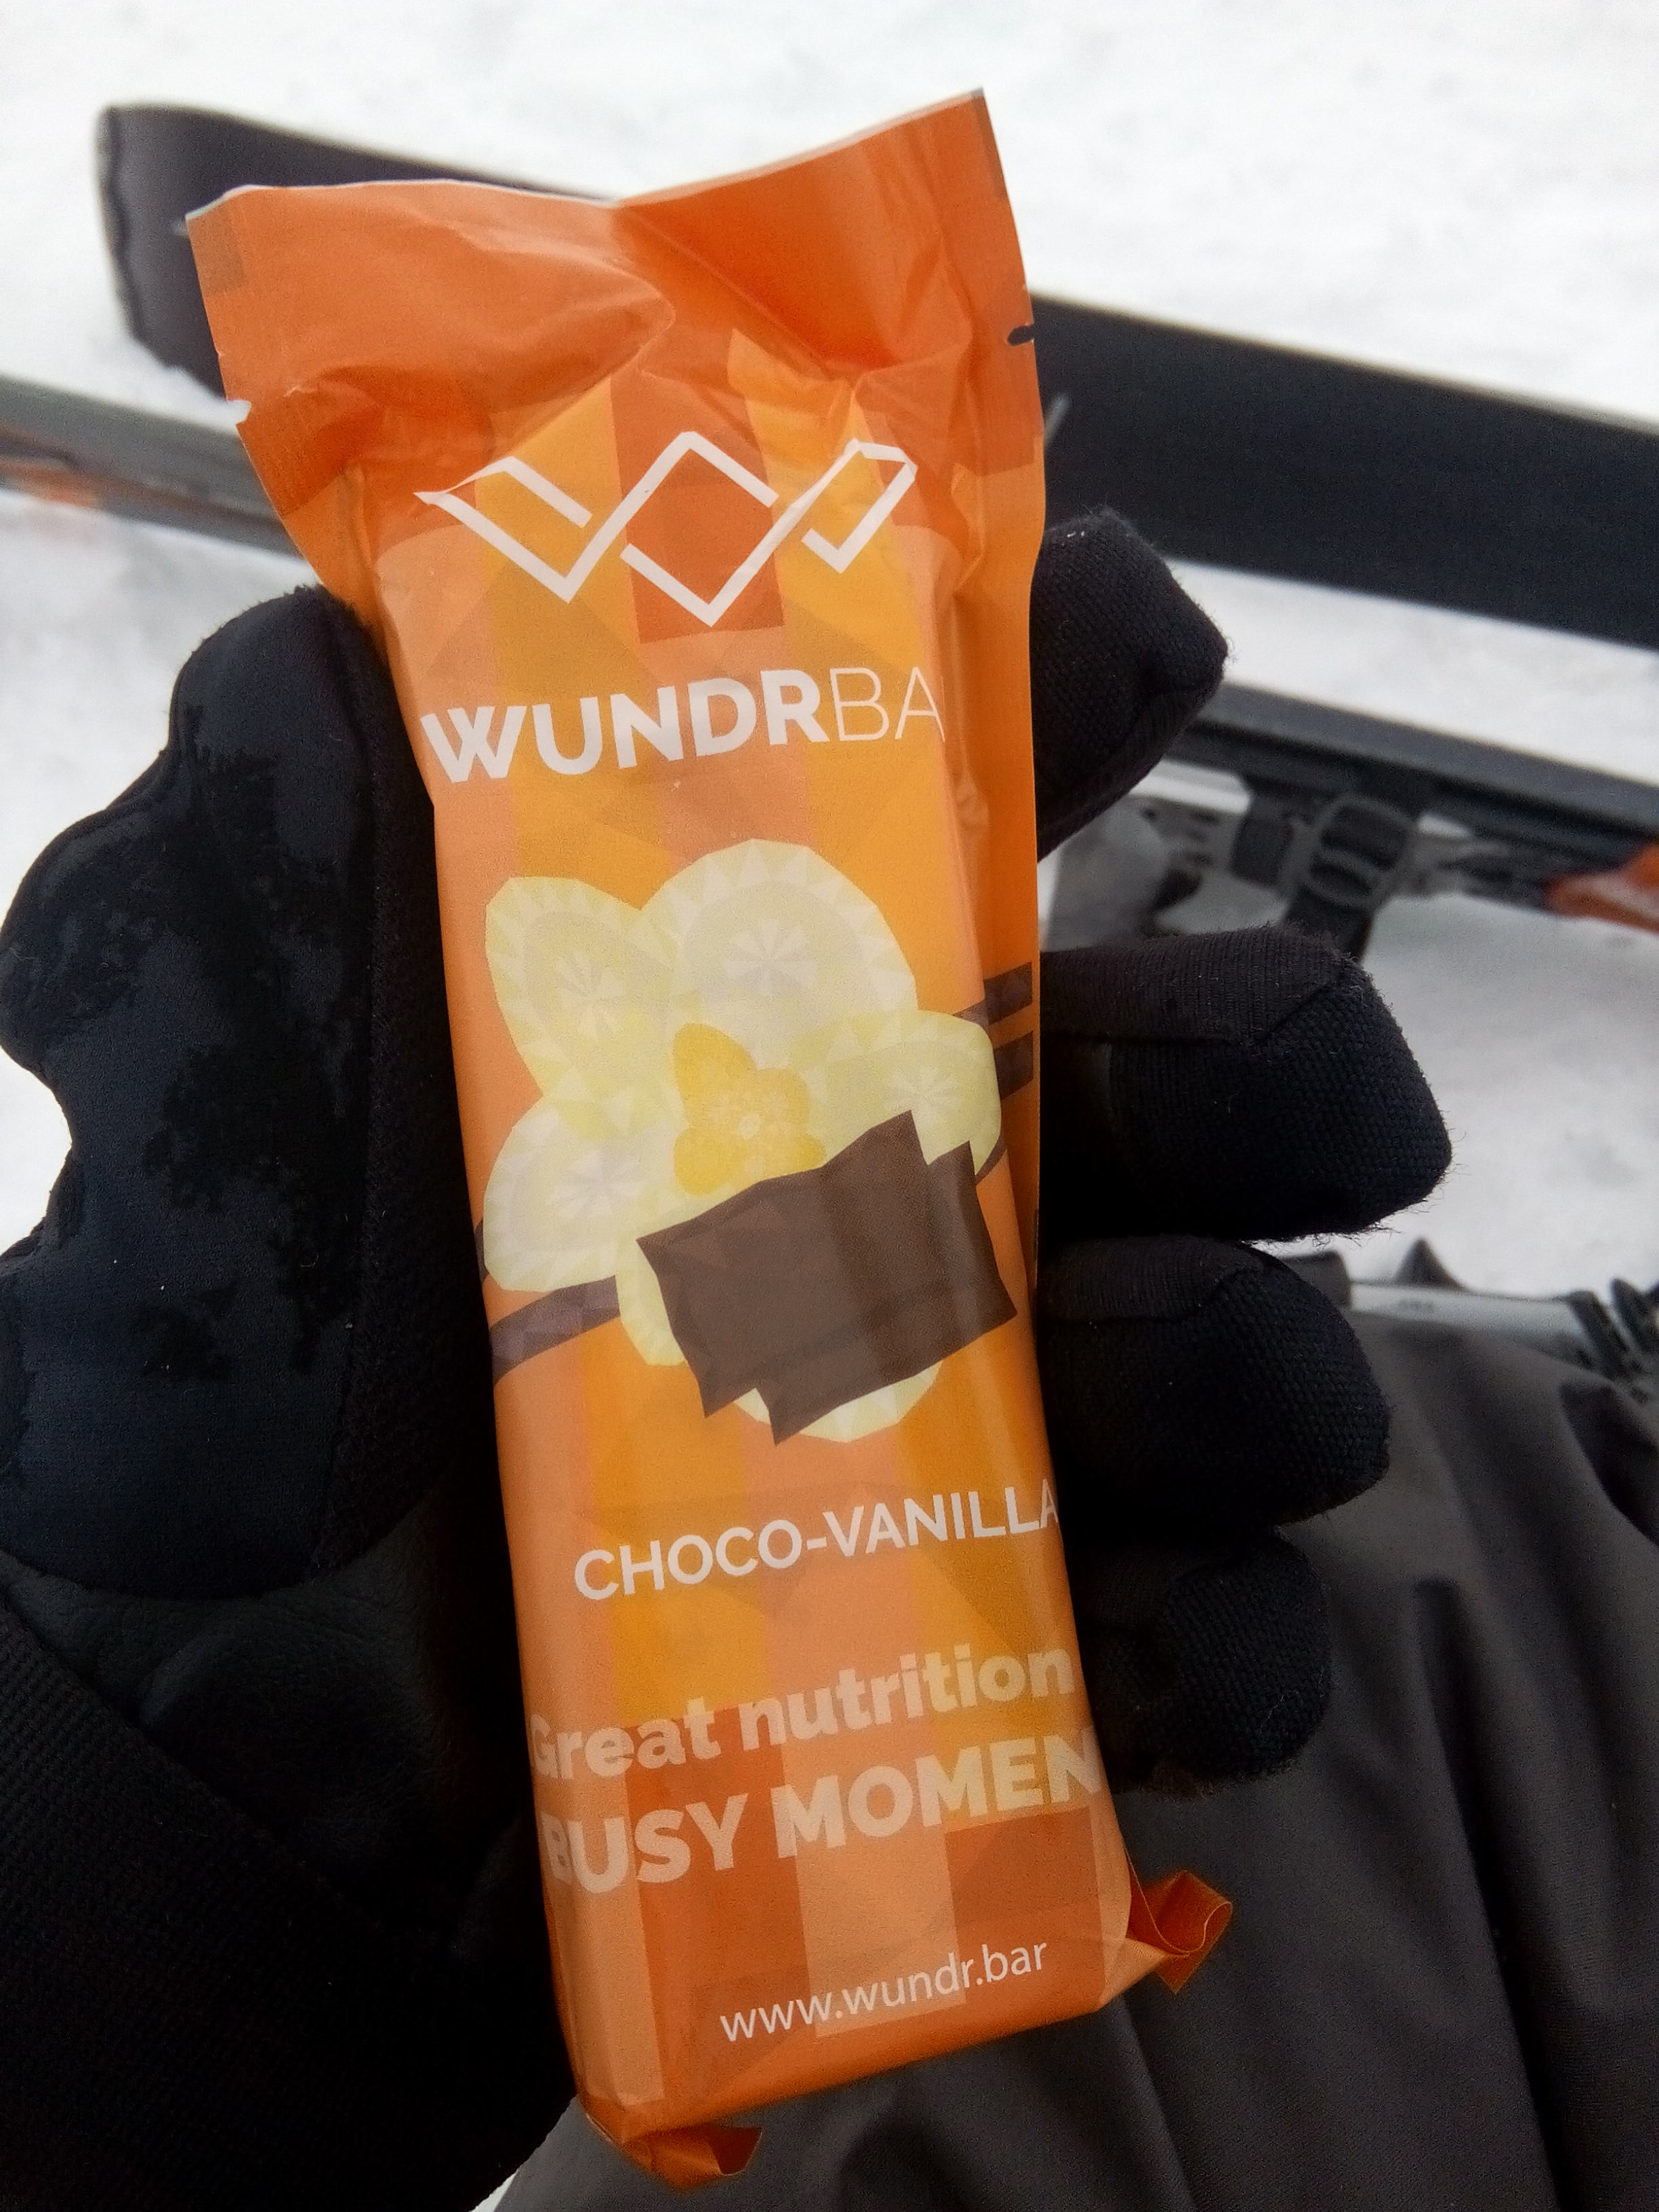 WUNDRBA
CHOCO-VANILLA
Great nutrition
BUSY MOMEN
www.wundr.bar